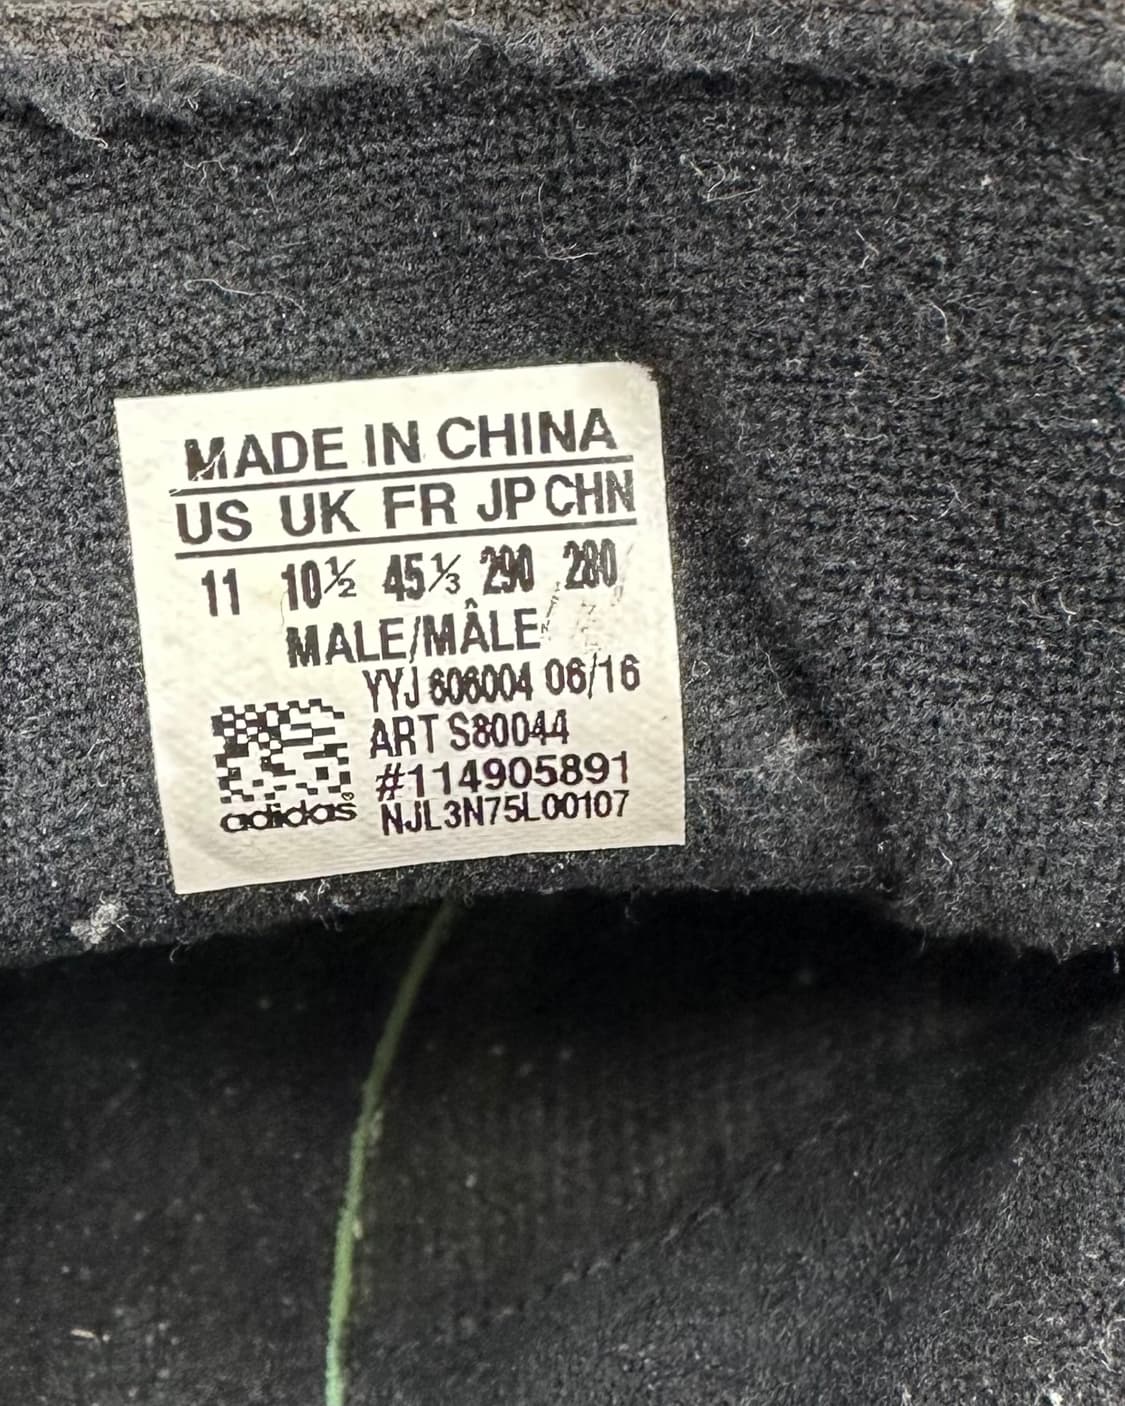 MADE IN CHINA
US UK FR JP CHN
11 10½ 45⅓ 290 280
MALE/MÂLE
YYJ 606004 06/16
ART S80044
#114905891
NJL3N75L00107
adidas®